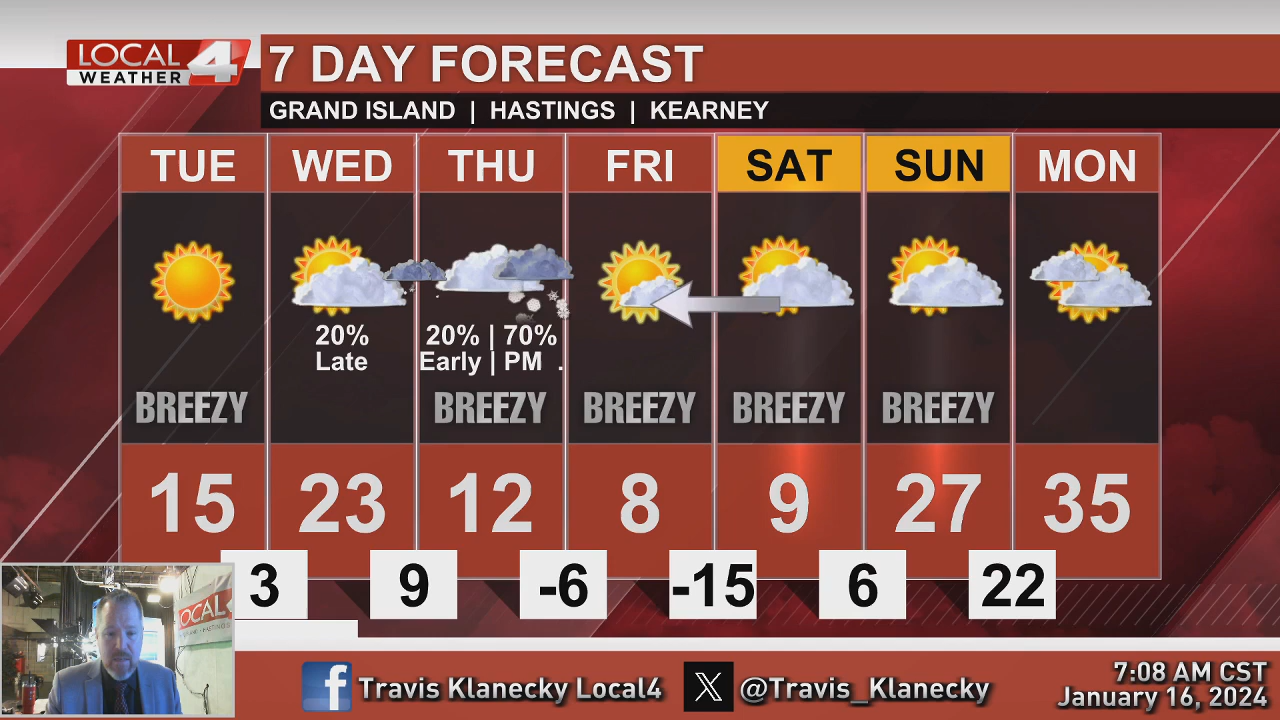 LOCAL 4
WEATHER
7 DAY FORECAST
GRAND ISLAND | HASTINGS | KEARNEY
TUE WED THU FRI SAT SUN MON
20% 20% | 70%
Late Early | PM .
BREEZY BREEZY BREEZY BREEZY BREEZY
15 23 12 8 9 27 35
3 9 -6 -15 6 22
LOCAL 4
Travis Klanecky Local4
@Travis_Klanecky
7:08 AM CST
January 16, 2024